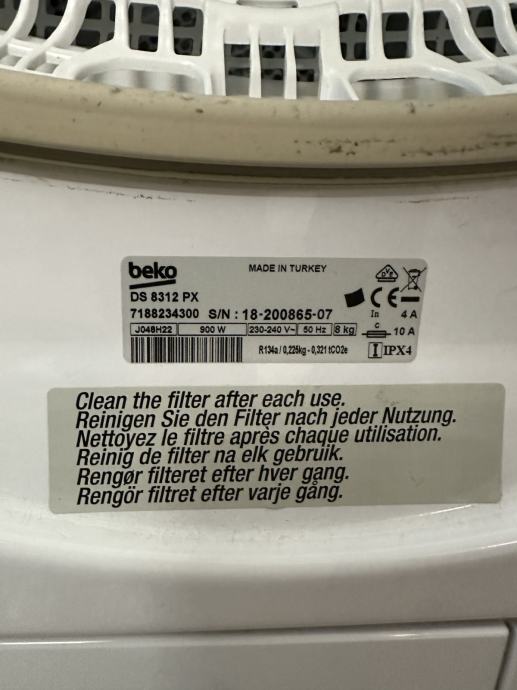 beko
MADE IN TURKEY
DS 8312 PX
7188234300 S/N : 18-200865-07
In 4 A
J048H22 900 W 230-240 V~ 50 Hz 8 kg
C 10 A
R134a / 0,225kg - 0,321 tCO2e
I IPX4
Clean the filter after each use.
Reinigen Sie den Filter nach jeder Nutzung.
Nettoyez le filtre après chaque utilisation.
Reinig de filter na elk gebruik.
Rengør filteret efter hver gang.
Rengör filtret efter varje gång.